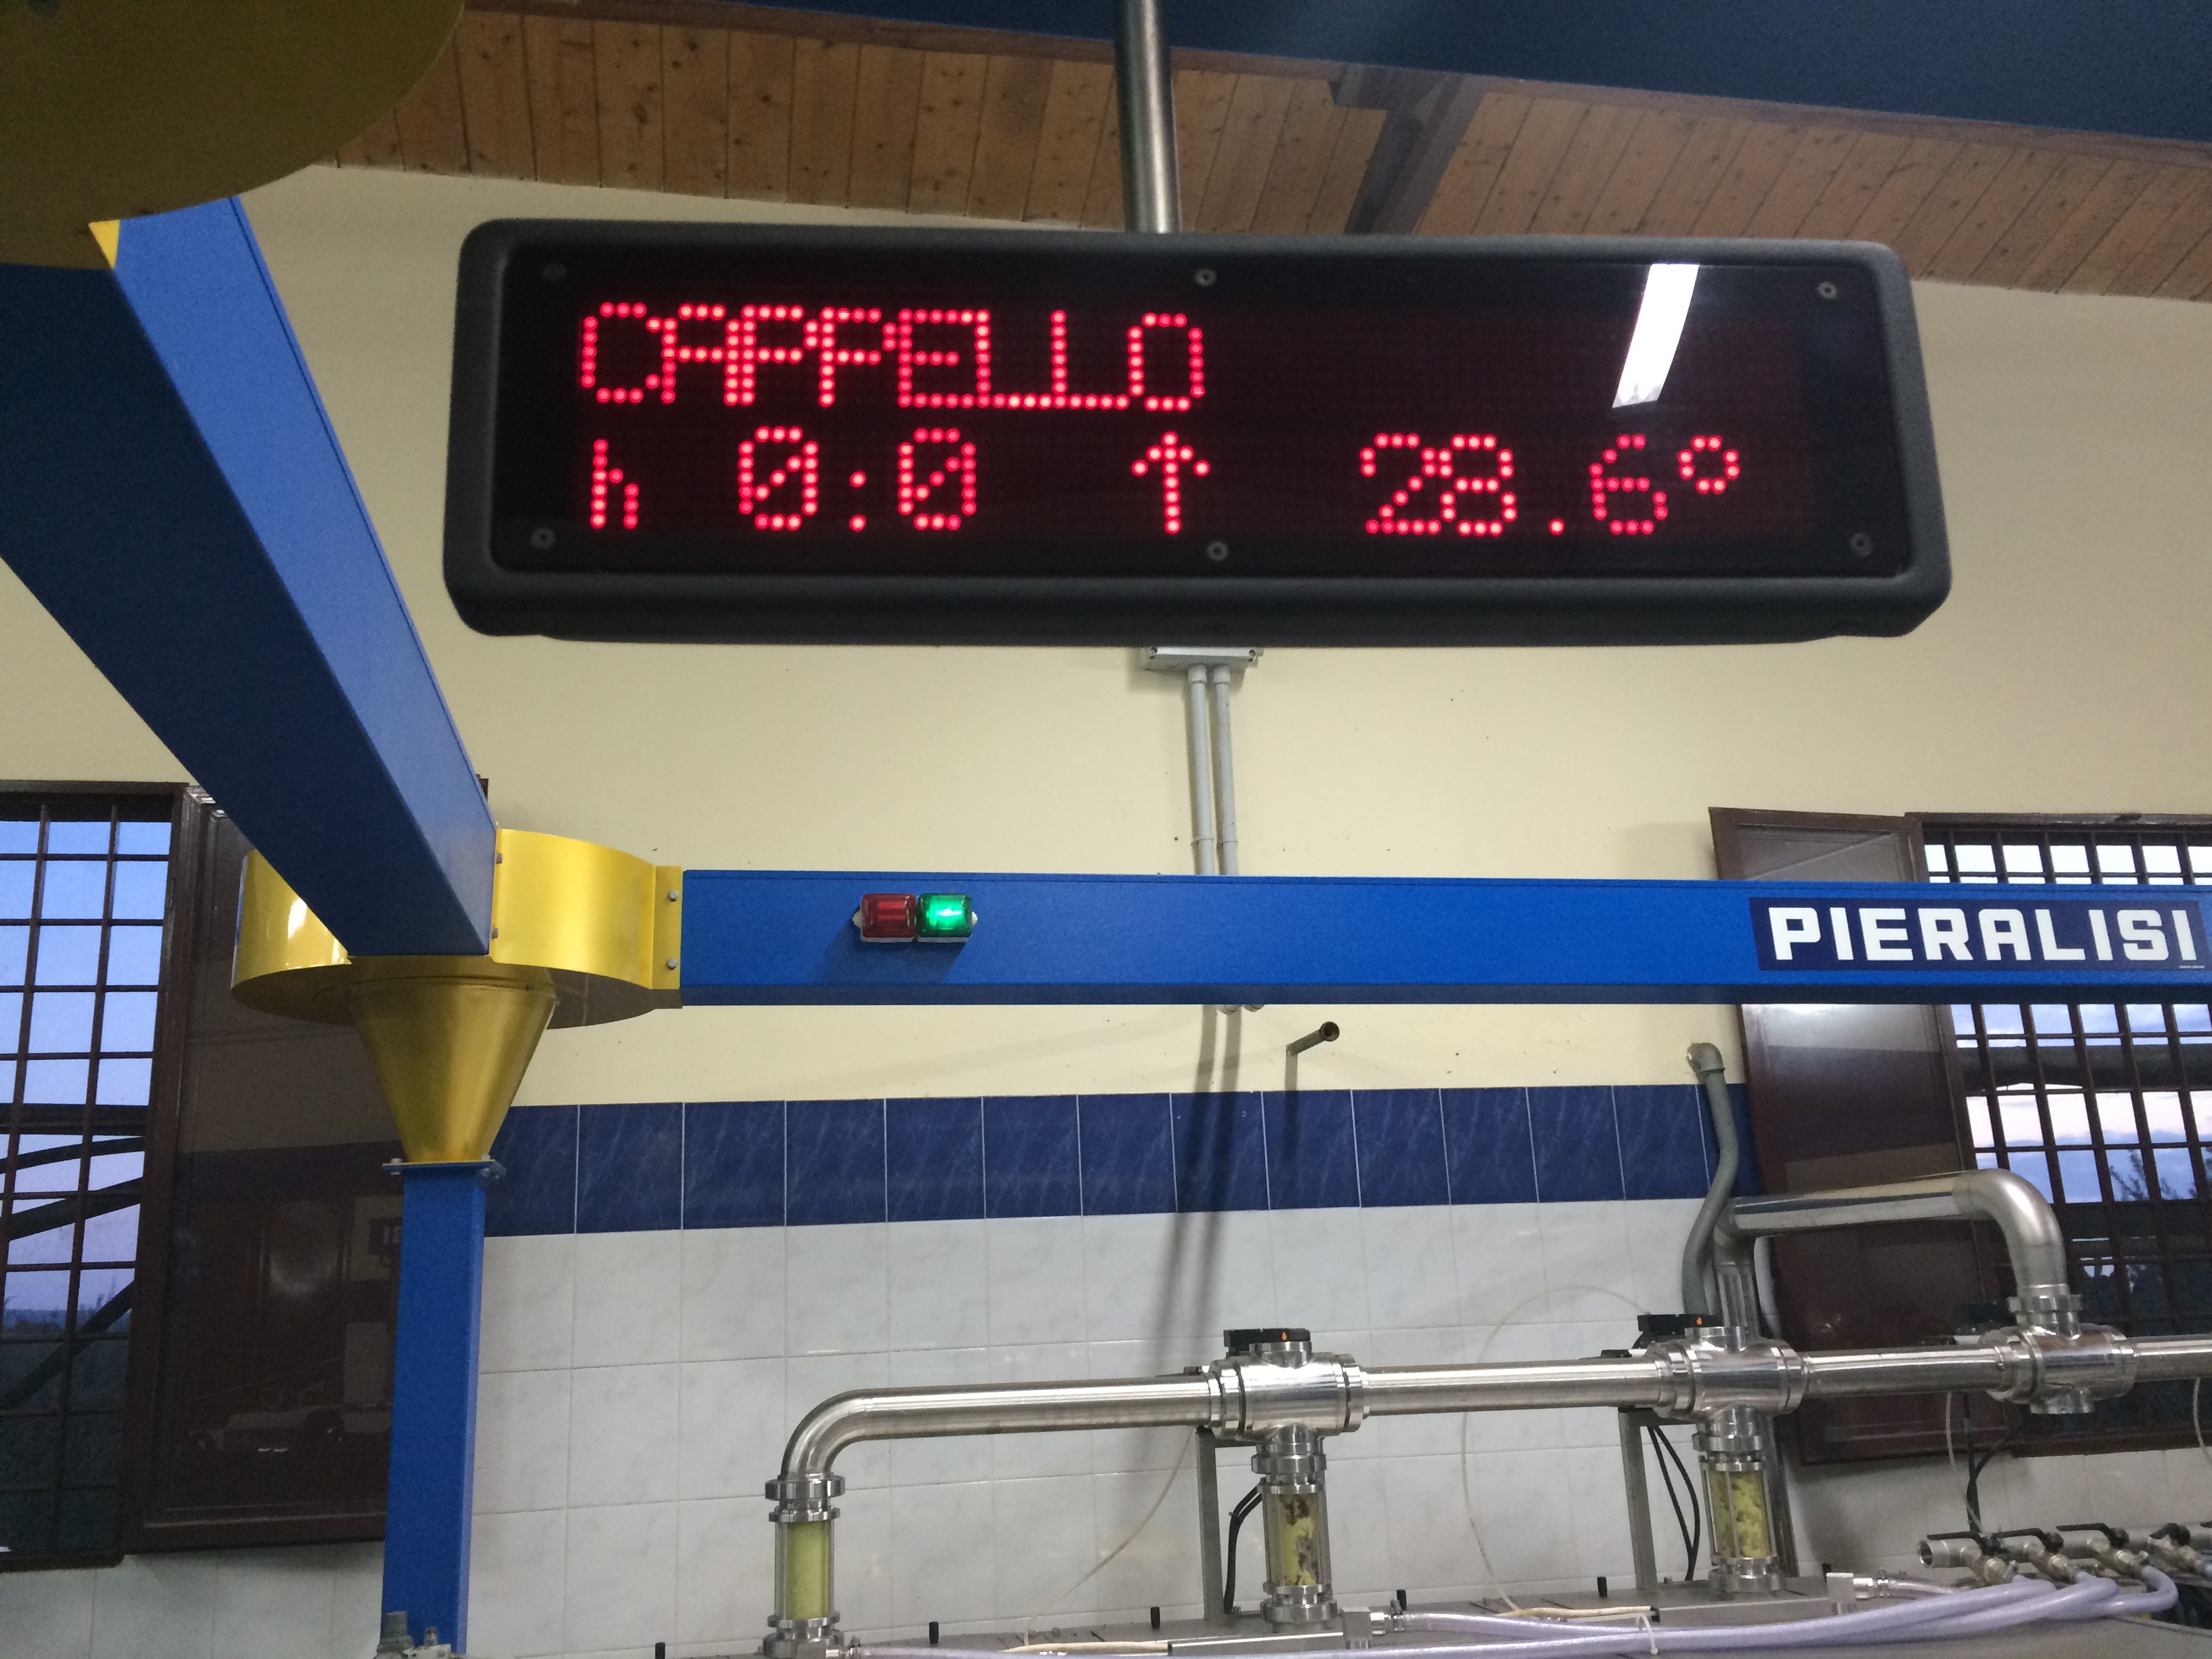 CAPPELLO
h 0:0 ↑ 28.6°
PIERALISI